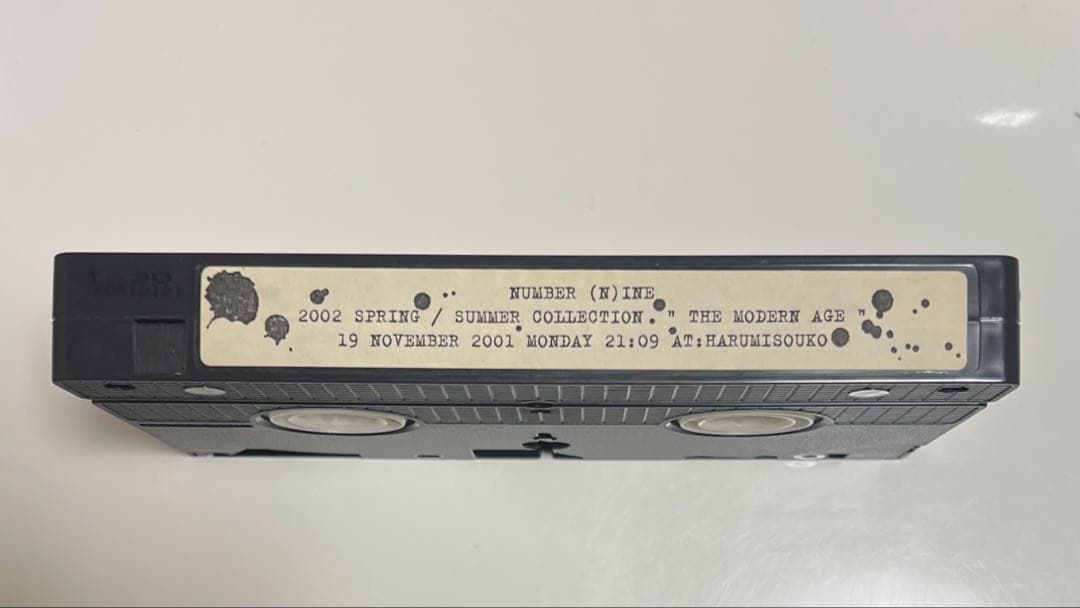 NUMBER (N)INE
2002 SPRING / SUMMER COLLECTION. " THE MODERN AGE "
19 NOVEMBER 2001 MONDAY 21:09 AT:HARUMISOUKO